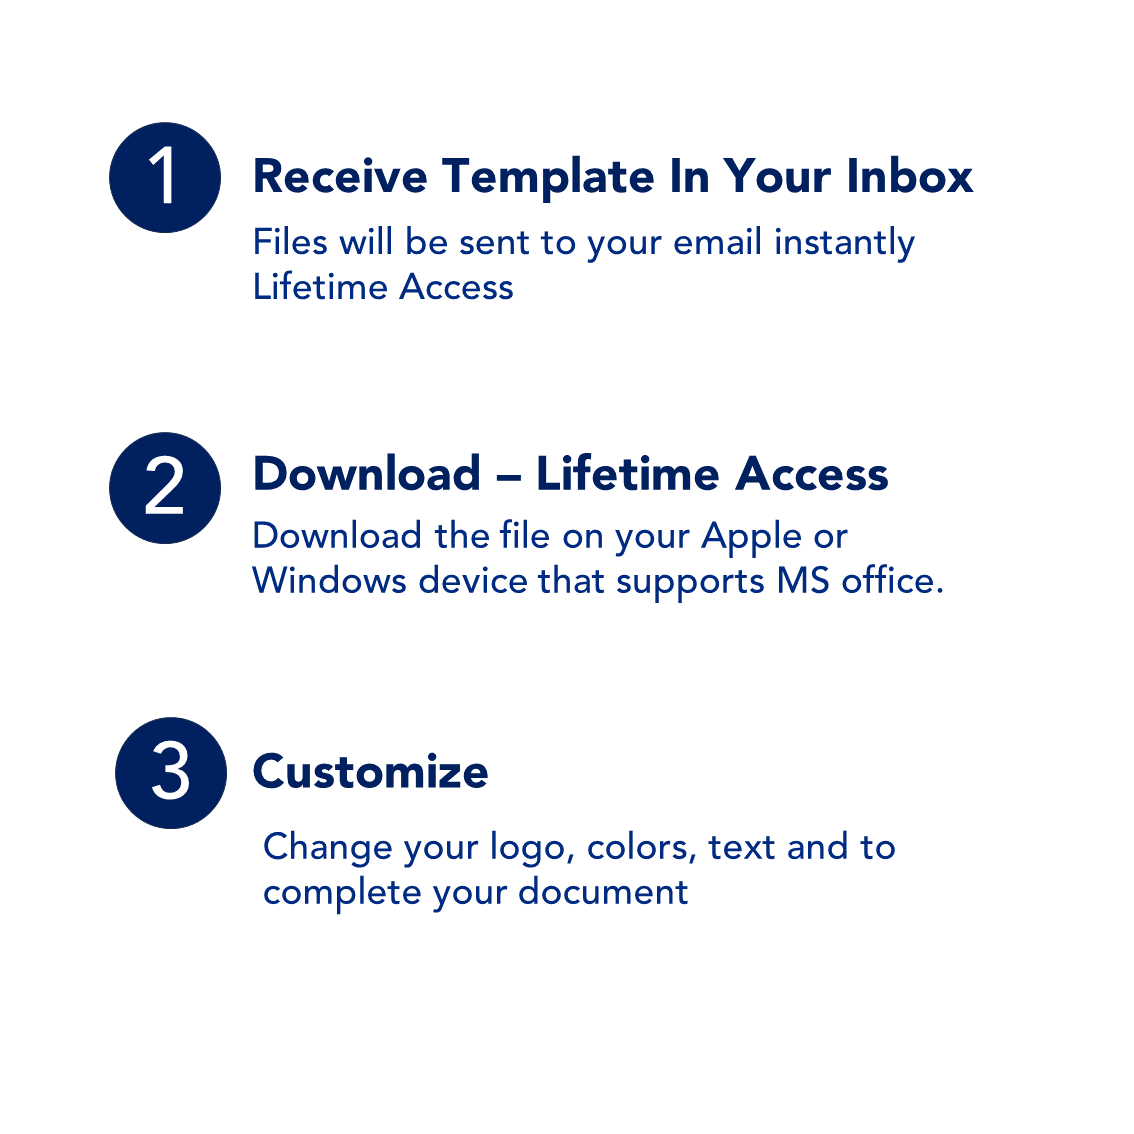 1
Receive Template In Your Inbox
Files will be sent to your email instantly
Lifetime Access
2
Download – Lifetime Access
Download the file on your Apple or
Windows device that supports MS office.
3
Customize
Change your logo, colors, text and to
complete your document